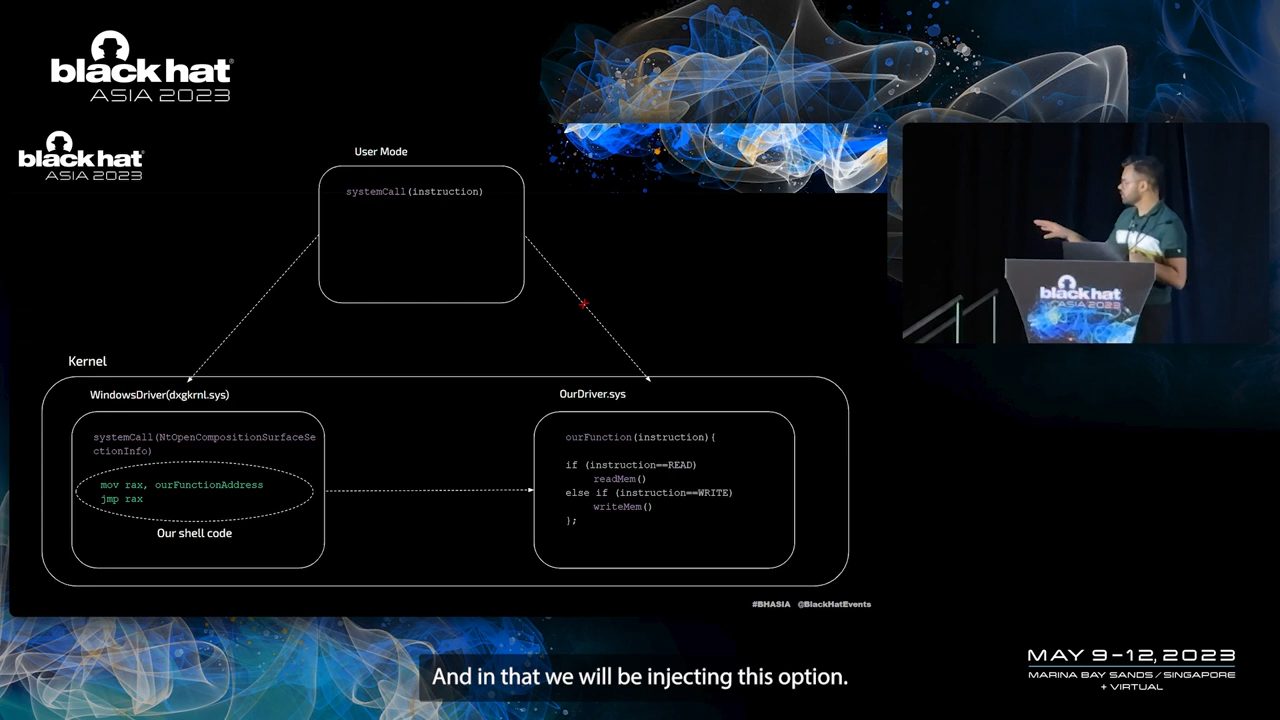 black hat
ASIA 2023
black hat
ASIA 2023
User Mode
systemCall(instruction)
Kernel
WindowsDriver(dxgkrnl.sys)
systemCall(NtOpenCompositionSurfaceSe
ctionInfo)
mov rax, ourFunctionAddress
jmp rax
Our shell code
OurDriver.sys
ourFunction(instruction){
if (instruction==READ)
readMem()
else if (instruction==WRITE)
writeMem()
};
#BHASIA @BlackHatEvents
black hat
ASIA 2023
And in that we will be injecting this option.
MAY 9-12, 2023
MARINA BAY SANDS / SINGAPORE
+ VIRTUAL